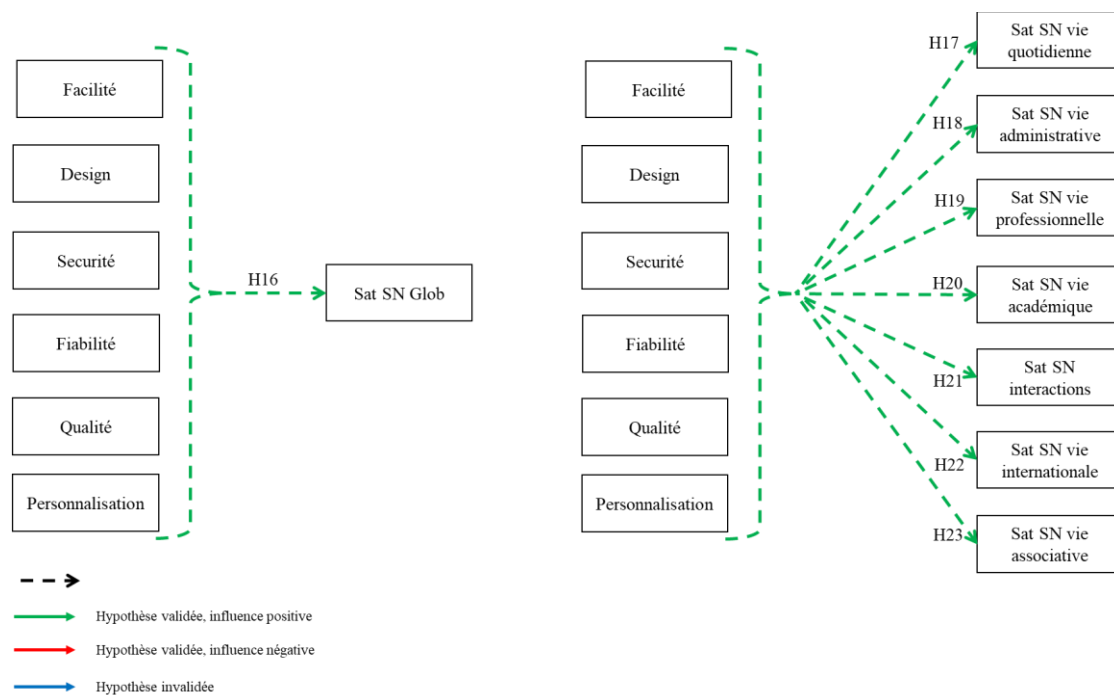 Facilité
Design
Securité
Fiabilité
Qualité
Personnalisation
H16
Sat SN Glob
Facilité
Design
Securité
Fiabilité
Qualité
Personnalisation
H17
H18
H19
H20
H21
H22
H23
Sat SN vie
quotidienne
Sat SN vie
administrative
Sat SN vie
professionnelle
Sat SN vie
académique
Sat SN
interactions
Sat SN vie
internationale
Sat SN vie
associative
Hypothèse validée, influence positive
Hypothèse validée, influence négative
Hypothèse invalidée